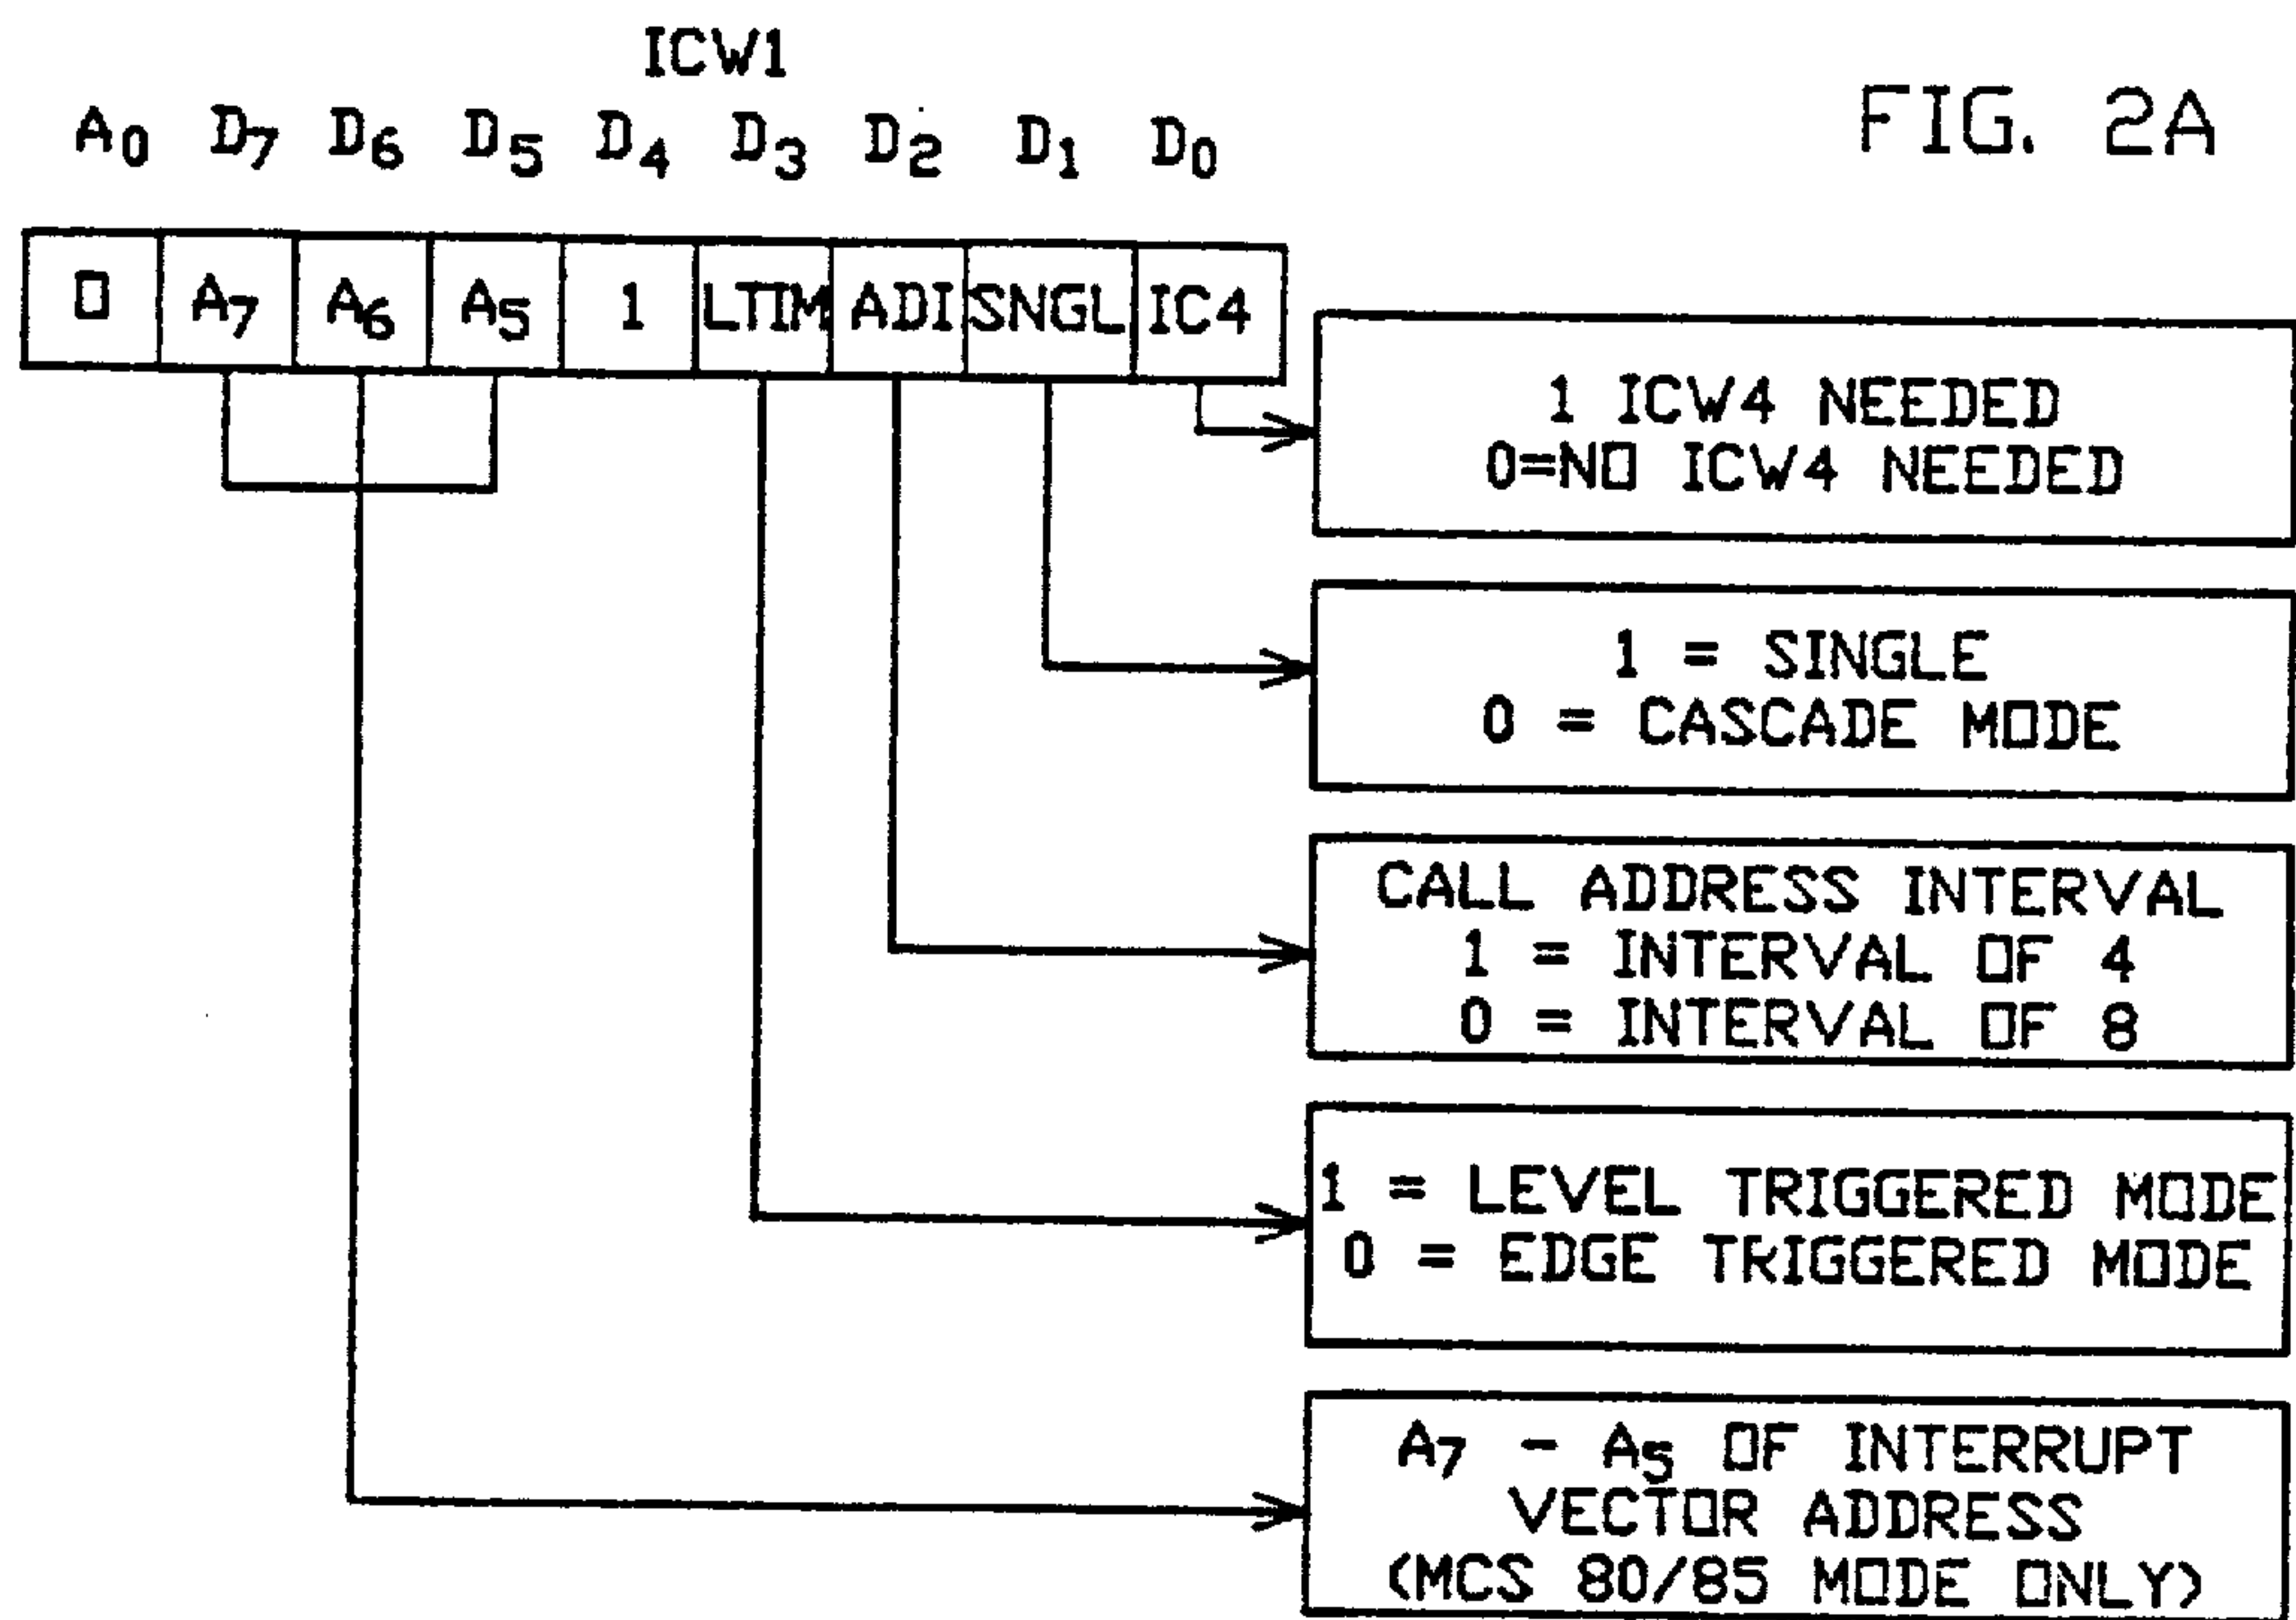 ICW1
FIG. 2A
A0 D7 D6 D5 D4 D3 D2 D1 D0
0 A7 A6 A5 1 LTIM ADI SNGL IC4
1 ICW4 NEEDED
0=NO ICW4 NEEDED
1 = SINGLE
0 = CASCADE MODE
CALL ADDRESS INTERVAL
1 = INTERVAL OF 4
0 = INTERVAL OF 8
1 = LEVEL TRIGGERED MODE
0 = EDGE TRIGGERED MODE
A7 - A5 OF INTERRUPT
VECTOR ADDRESS
(MCS 80/85 MODE ONLY)